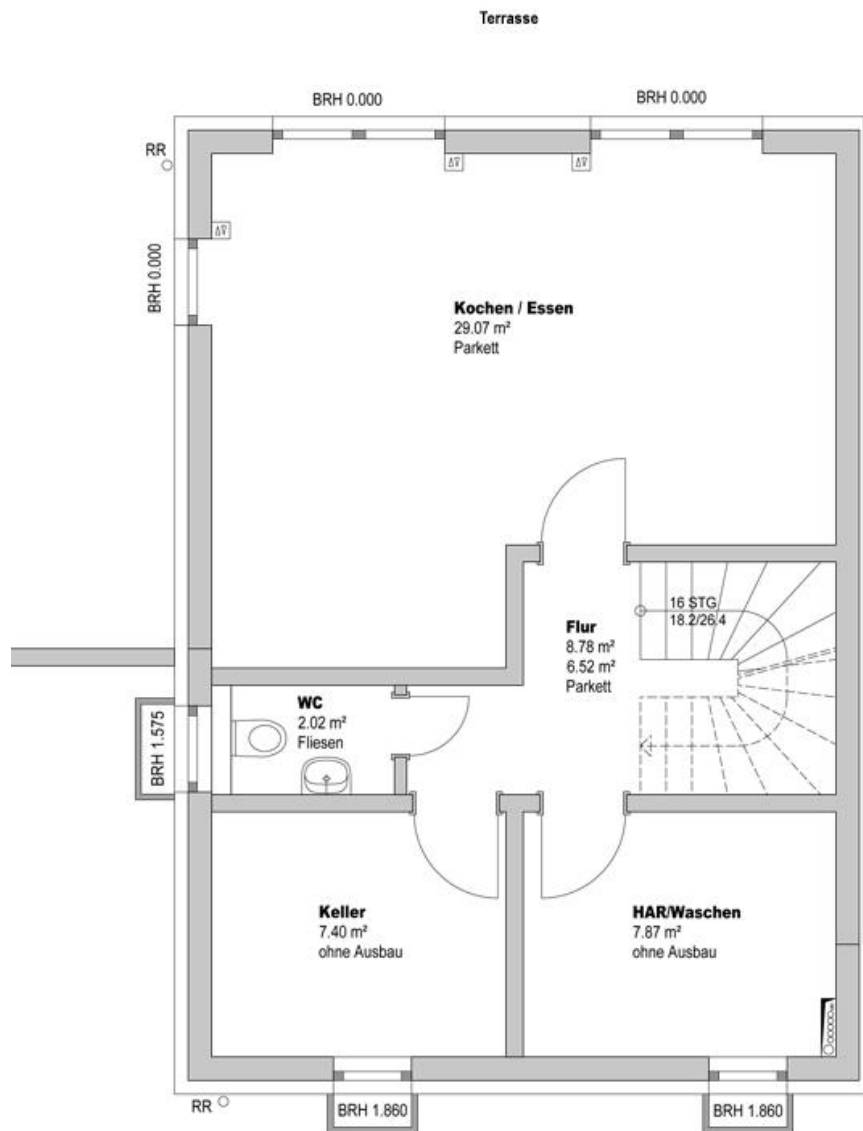 Terrasse
BRH 0.000
BRH 0.000
RR
BRH 0.000
Kochen / Essen
29.07 m²
Parkett
16 STG
18.2/26.4
Flur
8.78 m²
6.52 m²
Parkett
WC
2.02 m²
Fliesen
BRH 1.575
Keller
7.40 m²
ohne Ausbau
HAR/Waschen
7.87 m²
ohne Ausbau
RR
BRH 1.860
BRH 1.860